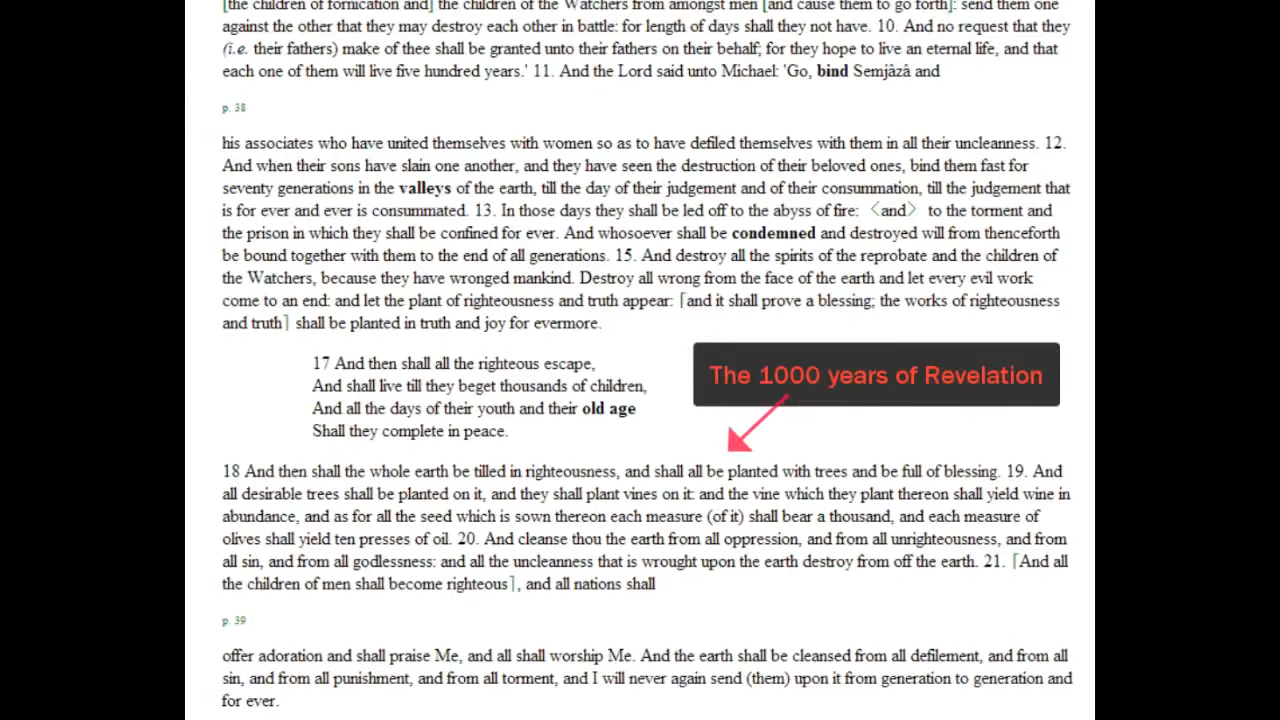 [the children of fornication and] the children of the Watchers from amongst men [and cause them to go forth]: send them one
against the other that they may destroy each other in battle: for length of days shall they not have. 10. And no request that they
(i.e. their fathers) make of thee shall be granted unto their fathers on their behalf; for they hope to live an eternal life, and that
each one of them will live five hundred years.' 11. And the Lord said unto Michael: 'Go, bind Semjâzâ and
p. 38
his associates who have united themselves with women so as to have defiled themselves with them in all their uncleanness. 12.
And when their sons have slain one another, and they have seen the destruction of their beloved ones, bind them fast for
seventy generations in the valleys of the earth, till the day of their judgement and of their consummation, till the judgement that
is for ever and ever is consummated. 13. In those days they shall be led off to the abyss of fire: 〈and〉 to the torment and
the prison in which they shall be confined for ever. And whosoever shall be condemned and destroyed will from thenceforth
be bound together with them to the end of all generations. 15. And destroy all the spirits of the reprobate and the children of
the Watchers, because they have wronged mankind. Destroy all wrong from the face of the earth and let every evil work
come to an end: and let the plant of righteousness and truth appear: ⌈and it shall prove a blessing; the works of righteousness
and truth⌉ shall be planted in truth and joy for evermore.
17 And then shall all the righteous escape,
And shall live till they beget thousands of children,
And all the days of their youth and their old age
Shall they complete in peace.
The 1000 years of Revelation
18 And then shall the whole earth be tilled in righteousness, and shall all be planted with trees and be full of blessing. 19. And
all desirable trees shall be planted on it, and they shall plant vines on it: and the vine which they plant thereon shall yield wine in
abundance, and as for all the seed which is sown thereon each measure (of it) shall bear a thousand, and each measure of
olives shall yield ten presses of oil. 20. And cleanse thou the earth from all oppression, and from all unrighteousness, and from
all sin, and from all godlessness: and all the uncleanness that is wrought upon the earth destroy from off the earth. 21. ⌈And all
the children of men shall become righteous⌉, and all nations shall
p. 39
offer adoration and shall praise Me, and all shall worship Me. And the earth shall be cleansed from all defilement, and from all
sin, and from all punishment, and from all torment, and I will never again send (them) upon it from generation to generation and
for ever.